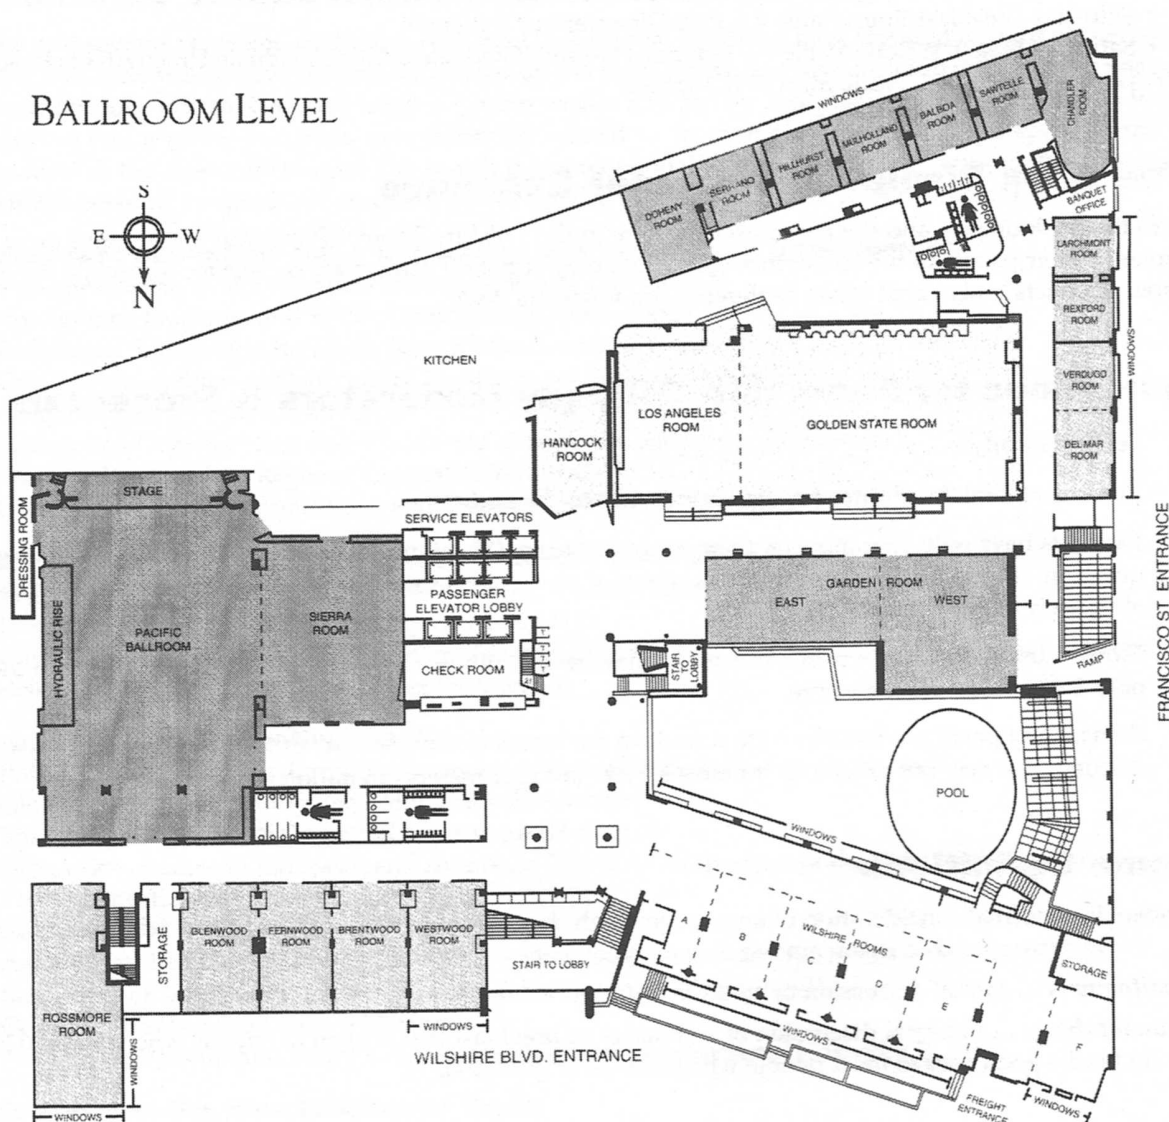 BALLROOM LEVEL
S
E
W
N
WINDOWS
DOHENY
ROOM
SERRANO
ROOM
HILLHURST
ROOM
MULHOLLAND
ROOM
BALBOA
ROOM
SAWTELLE
ROOM
CHANDLER
ROOM
BANQUET
OFFICE
LARCHMONT
ROOM
REXFORD
ROOM
VERDUGO
ROOM
DEL MAR
ROOM
WINDOWS
KITCHEN
HANCOCK
ROOM
LOS ANGELES
ROOM
GOLDEN STATE ROOM
FRANCISCO ST. ENTRANCE
STAGE
DRESSING ROOM
HYDRAULIC RISE
PACIFIC
BALLROOM
SIERRA
ROOM
SERVICE ELEVATORS
PASSENGER
ELEVATOR LOBBY
CHECK ROOM
GARDEN ROOM
EAST
WEST
STAIR
TO
LOBBY
RAMP
POOL
WINDOWS
GLENWOOD
ROOM
FERNWOOD
ROOM
BRENTWOOD
ROOM
WESTWOOD
ROOM
STORAGE
STAIR TO LOBBY
ROSSMORE
ROOM
WINDOWS
WINDOWS
WINDOWS
WILSHIRE BLVD. ENTRANCE
A
B
C
D
E
F
WILSHIRE ROOMS
STORAGE
WINDOWS
FREIGHT
ENTRANCE
WINDOWS